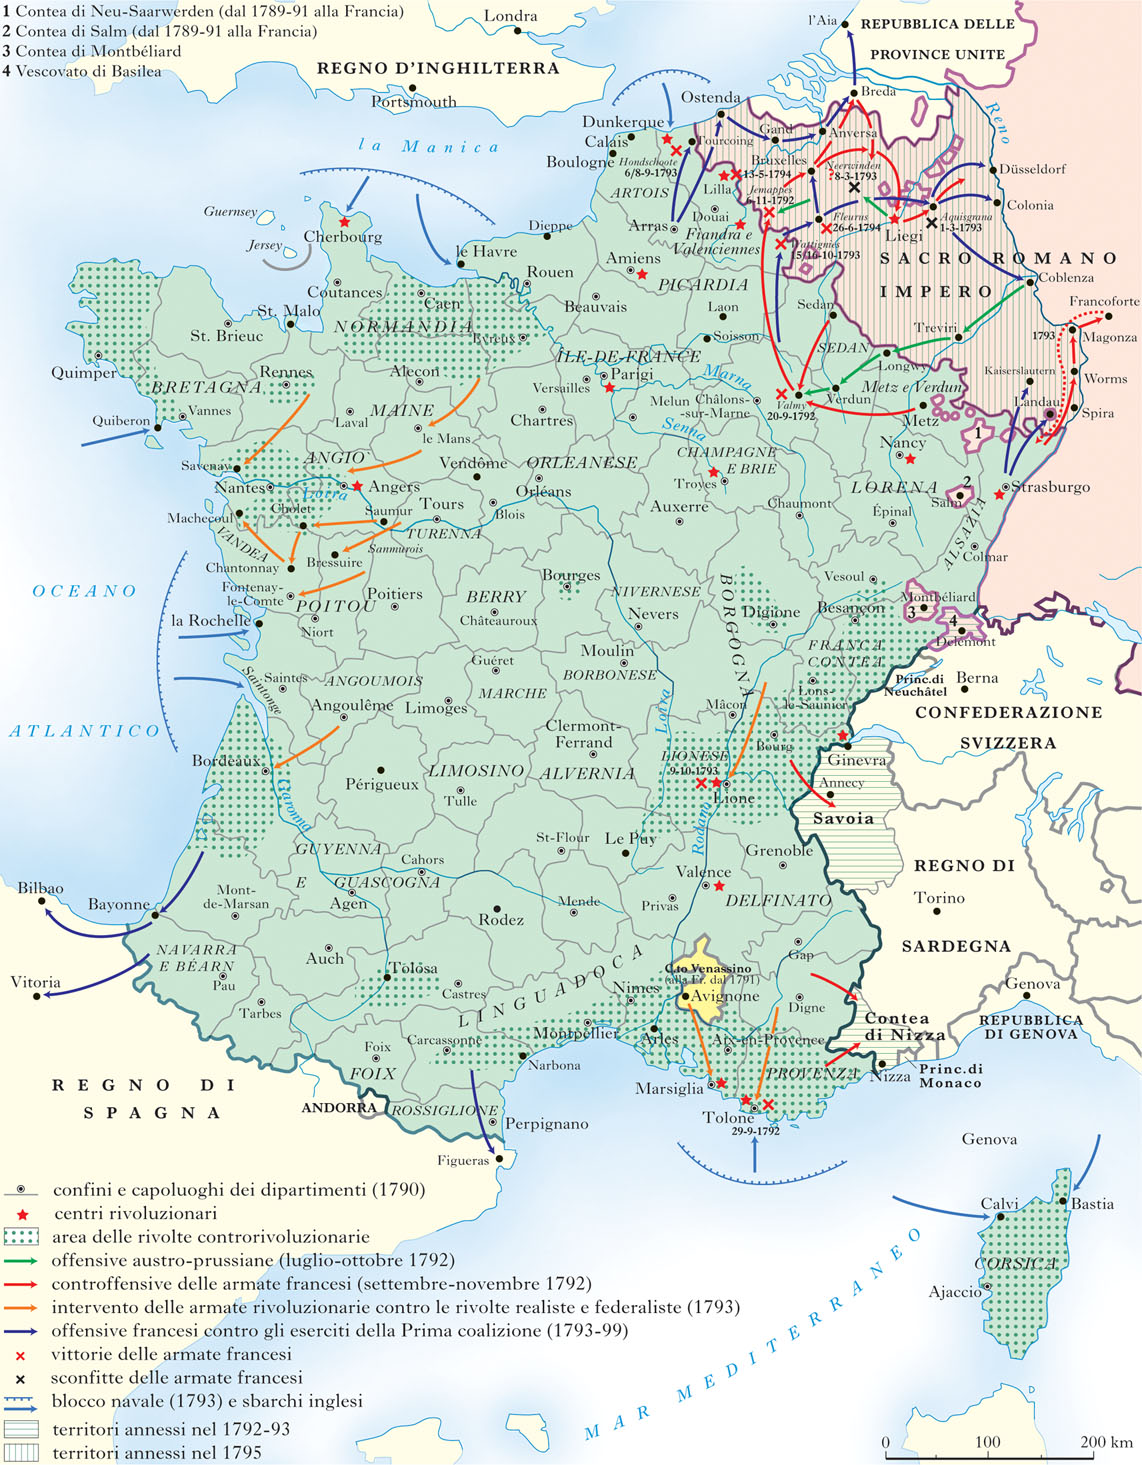 1 Contea di Neu-Saarwerden (dal 1789-91 alla Francia)
2 Contea di Salm (dal 1789-91 alla Francia)
3 Contea di Montbéliard
4 Vescovato di Basilea
Londra
REGNO D'INGHILTERRA
Portsmouth
la Manica
l'Aia
REPUBBLICA DELLE
PROVINCE UNITE
Breda
Reno
Ostenda
Dunkerque
Calais
Boulogne
Tourcoing
Gand
Anversa
Hondschoote
6/8-9-1793
Bruxelles
13-5-1794
Neerwinden
18-3-1793
Düsseldorf
ARTOIS
Lilla
Jemappes
6-11-1792
Colonia
Douai
Fleurus
26-6-1794
Liegi
Aquisgrana
1-3-1793
Arras
Fiandra e
Valenciennes
Wattignies
15/16-10-1793
SACRO ROMANO
IMPERO
Guernsey
Jersey
Cherbourg
Dieppe
le Havre
Rouen
Amiens
PICARDIA
Coblenza
Coutances
Caen
Beauvais
Laon
Sedan
Francoforte
St. Malo
St. Brieuc
NORMANDIA
Evreux
Soisson
SEDAN
Treviri
1793
Magonza
ÎLE-DE-FRANCE
Longwy
Quimper
BRETAGNA
Rennes
Alecon
Versailles
Parigi
Marna
Metz e Verdun
Kaiserslautern
Worms
Vannes
Laval
MAINE
Chartres
Melun
Châlons-
-sur-Marne
Valmy
20-9-1792
Verdun
Metz
Landau
Spira
Quiberon
le Mans
Senna
Nancy
1
Savenay
ANGIÒ
Vendôme
ORLEANESE
CHAMPAGNE
E BRIE
Troyes
LORENA
2
Salm
Strasburgo
Nantes
Loira
Angers
Orléans
Machecoul
Cholet
Saumur
Tours
Blois
Auxerre
Chaumont
Épinal
ALSAZIA
VANDEA
TURENNA
Sanmurois
Colmar
Chantonnay
Bressuire
Bourges
NIVERNESE
BORGOGNA
Vesoul
Montbéliard
OCEANO
Fontenay-
le-Comte
POITOU
Poitiers
BERRY
Châteauroux
Nevers
Digione
Besançon
3
4
Delémont
la Rochelle
Niort
FRANCA
CONTEA
Guéret
Moulin
BORBONESE
Princ.di
Neuchâtel
Berna
Saintonge
Saintes
ANGOUMOIS
MARCHE
Lons-
le-Saunier
CONFEDERAZIONE
SVIZZERA
Angoulême
Limoges
Loira
Mâcon
ATLANTICO
Clermont-
Ferrand
Bourg
Bordeaux
LIONESE
9-10-1793
Ginevra
LIMOSINO
ALVERNIA
Périgueux
Tulle
Lione
Annecy
Garonna
Savoia
Rodano
St-Flour
Le Puy
Grenoble
REGNO DI
GUYENNA
E
GUASCOGNA
Cahors
Valence
Bilbao
Bayonne
Mont-
de-Marsan
Agen
Mende
Privas
DELFINATO
Torino
Rodez
SARDEGNA
NAVARRA
E BÉARN
Auch
Gap
C.to Venassino
(alla Fr. dal 1791)
Vitoria
Pau
Tolosa
Castres
LINGUADOCA
Nimes
Avignone
Genova
Tarbes
Digne
Contea
di Nizza
REPUBBLICA
DI GENOVA
Montpellier
Arles
Aix-en-Provence
Foix
Carcassonne
Narbona
PROVENZA
Nizza
Princ.di
Monaco
REGNO DI
SPAGNA
FOIX
Marsiglia
ANDORRA
ROSSIGLIONE
Perpignano
Tolone
29-9-1792
Genova
Figueras
Calvi
Bastia
CORSICA
Ajaccio
MAR MEDITERRANEO
confini e capoluoghi dei dipartimenti (1790)
centri rivoluzionari
area delle rivolte controrivoluzionarie
offensive austro-prussiane (luglio-ottobre 1792)
controffensive delle armate francesi (settembre-novembre 1792)
intervento delle armate rivoluzionarie contro le rivolte realiste e federaliste (1793)
offensive francesi contro gli eserciti della Prima coalizione (1793-99)
vittorie delle armate francesi
sconfitte delle armate francesi
blocco navale (1793) e sbarchi inglesi
territori annessi nel 1792-93
territori annessi nel 1795
0 100 200 km